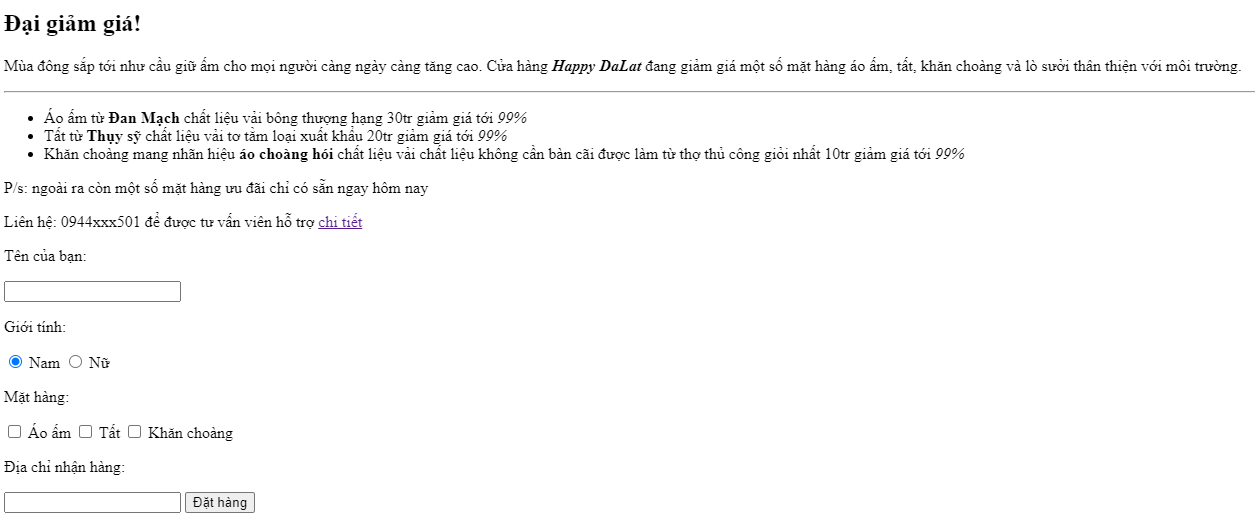 Đại giảm giá!
Mùa đông sắp tới như cầu giữ ấm cho mọi người càng ngày càng tăng cao. Cửa hàng Happy DaLat đang giảm giá một số mặt hàng áo ấm, tất, khăn choàng và lò sưởi thân thiện với môi trường.
Áo ấm từ Đan Mạch chất liệu vải bông thượng hạng 30tr giảm giá tới 99%
Tất từ Thụy sỹ chất liệu vải tơ tằm loại xuất khẩu 20tr giảm giá tới 99%
Khăn choàng mang nhãn hiệu áo choàng hói chất liệu vải chất liệu không cần bàn cãi được làm từ thợ thủ công giỏi nhất 10tr giảm giá tới 99%
P/s: ngoài ra còn một số mặt hàng ưu đãi chỉ có sẵn ngay hôm nay
Liên hệ: 0944xxx501 để được tư vấn viên hỗ trợ chi tiết
Tên của bạn:
Giới tính:
Nam Nữ
Mặt hàng:
Áo ấm Tất Khăn choàng
Địa chỉ nhận hàng:
Đặt hàng